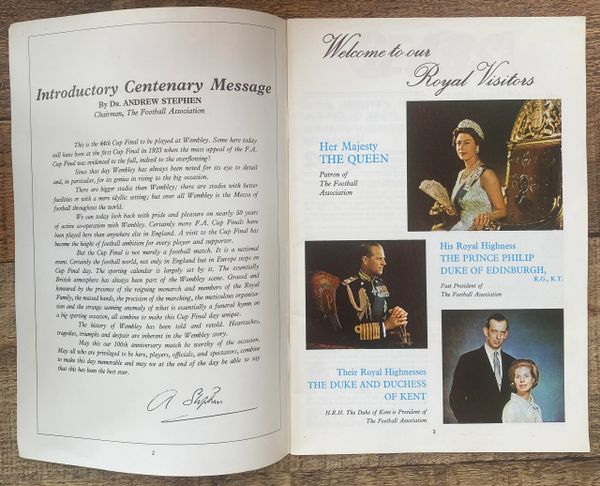 Introductory Centenary Message
By Dr. ANDREW STEPHEN
Chairman, The Football Association
This is the 44th Cup Final to be played at Wembley. Some here today
will have been at the first Cup Final in 1923 when the mass appeal of the F.A.
Cup was evidenced to the full, indeed to the overflowing!
Since that day Wembley has always been noted for its eye to detail
and, in particular, for its genius in rising to the big occasion.
There are bigger stadia than Wembley; there are stadia with better
facilities or with a more idyllic setting; but over all Wembley is the Mecca of
football throughout the world.
We can today look back with pride and pleasure on nearly 50 years
of active co-operation with Wembley. Certainly more F.A. Cup Finals have
been played here than anywhere else in England. A visit to the Cup Final has
become the height of football ambition for every player and supporter.
But the Cup Final is not merely a football match. It is a national
event. Certainly the football world, not only in England but in Europe stops on
Cup Final day. The sporting calendar is largely set by it. The essentially
British atmosphere has always been part of the Wembley scene. Graced and
honoured by the presence of the reigning monarch and members of the Royal
Family, the massed bands, the precision of the marching, the meticulous organiza-
tion and the strange seeming anomaly of what is essentially a funeral hymn on
a big sporting occasion, all combine to make this Cup Final day unique.
The history of Wembley has been told and retold. Heartaches,
tragedies, triumphs and despair are inherent in the Wembley story.
May this our 100th anniversary match be worthy of the occasion.
May all who are privileged to be here, players, officials, and spectators, combine
to make this day memorable and may we at the end of the day be able to say
that this has been the best ever.
A Stephen
2
Welcome to our
Royal Visitors
Her Majesty
THE QUEEN
Patron of
The Football
Association
His Royal Highness
THE PRINCE PHILIP
DUKE OF EDINBURGH,
K.G., K.T.
Past President of
The Football Association
Their Royal Highnesses
THE DUKE AND DUCHESS
OF KENT
H.R.H. The Duke of Kent is President of
The Football Association
3